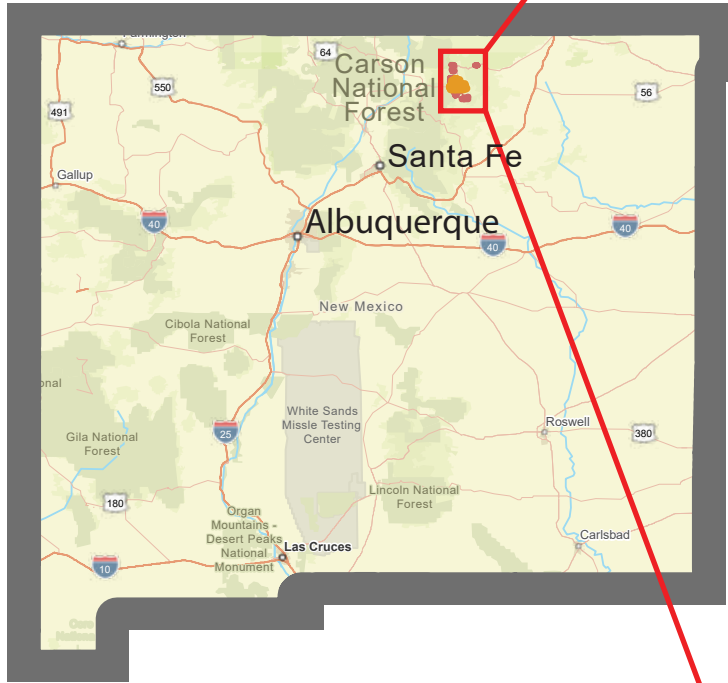 Farmington
64
Carson
National
Forest
550
56
491
Santa Fe
Gallup
40
Albuquerque
40
40
New Mexico
Cibola National
Forest
onal
White Sands
Missle Testing
Center
Roswell
25
380
Gila National
Forest
Lincoln National
Forest
180
Organ
Mountains -
Desert Peaks
National
Monument
Las Cruces
Carlsbad
10